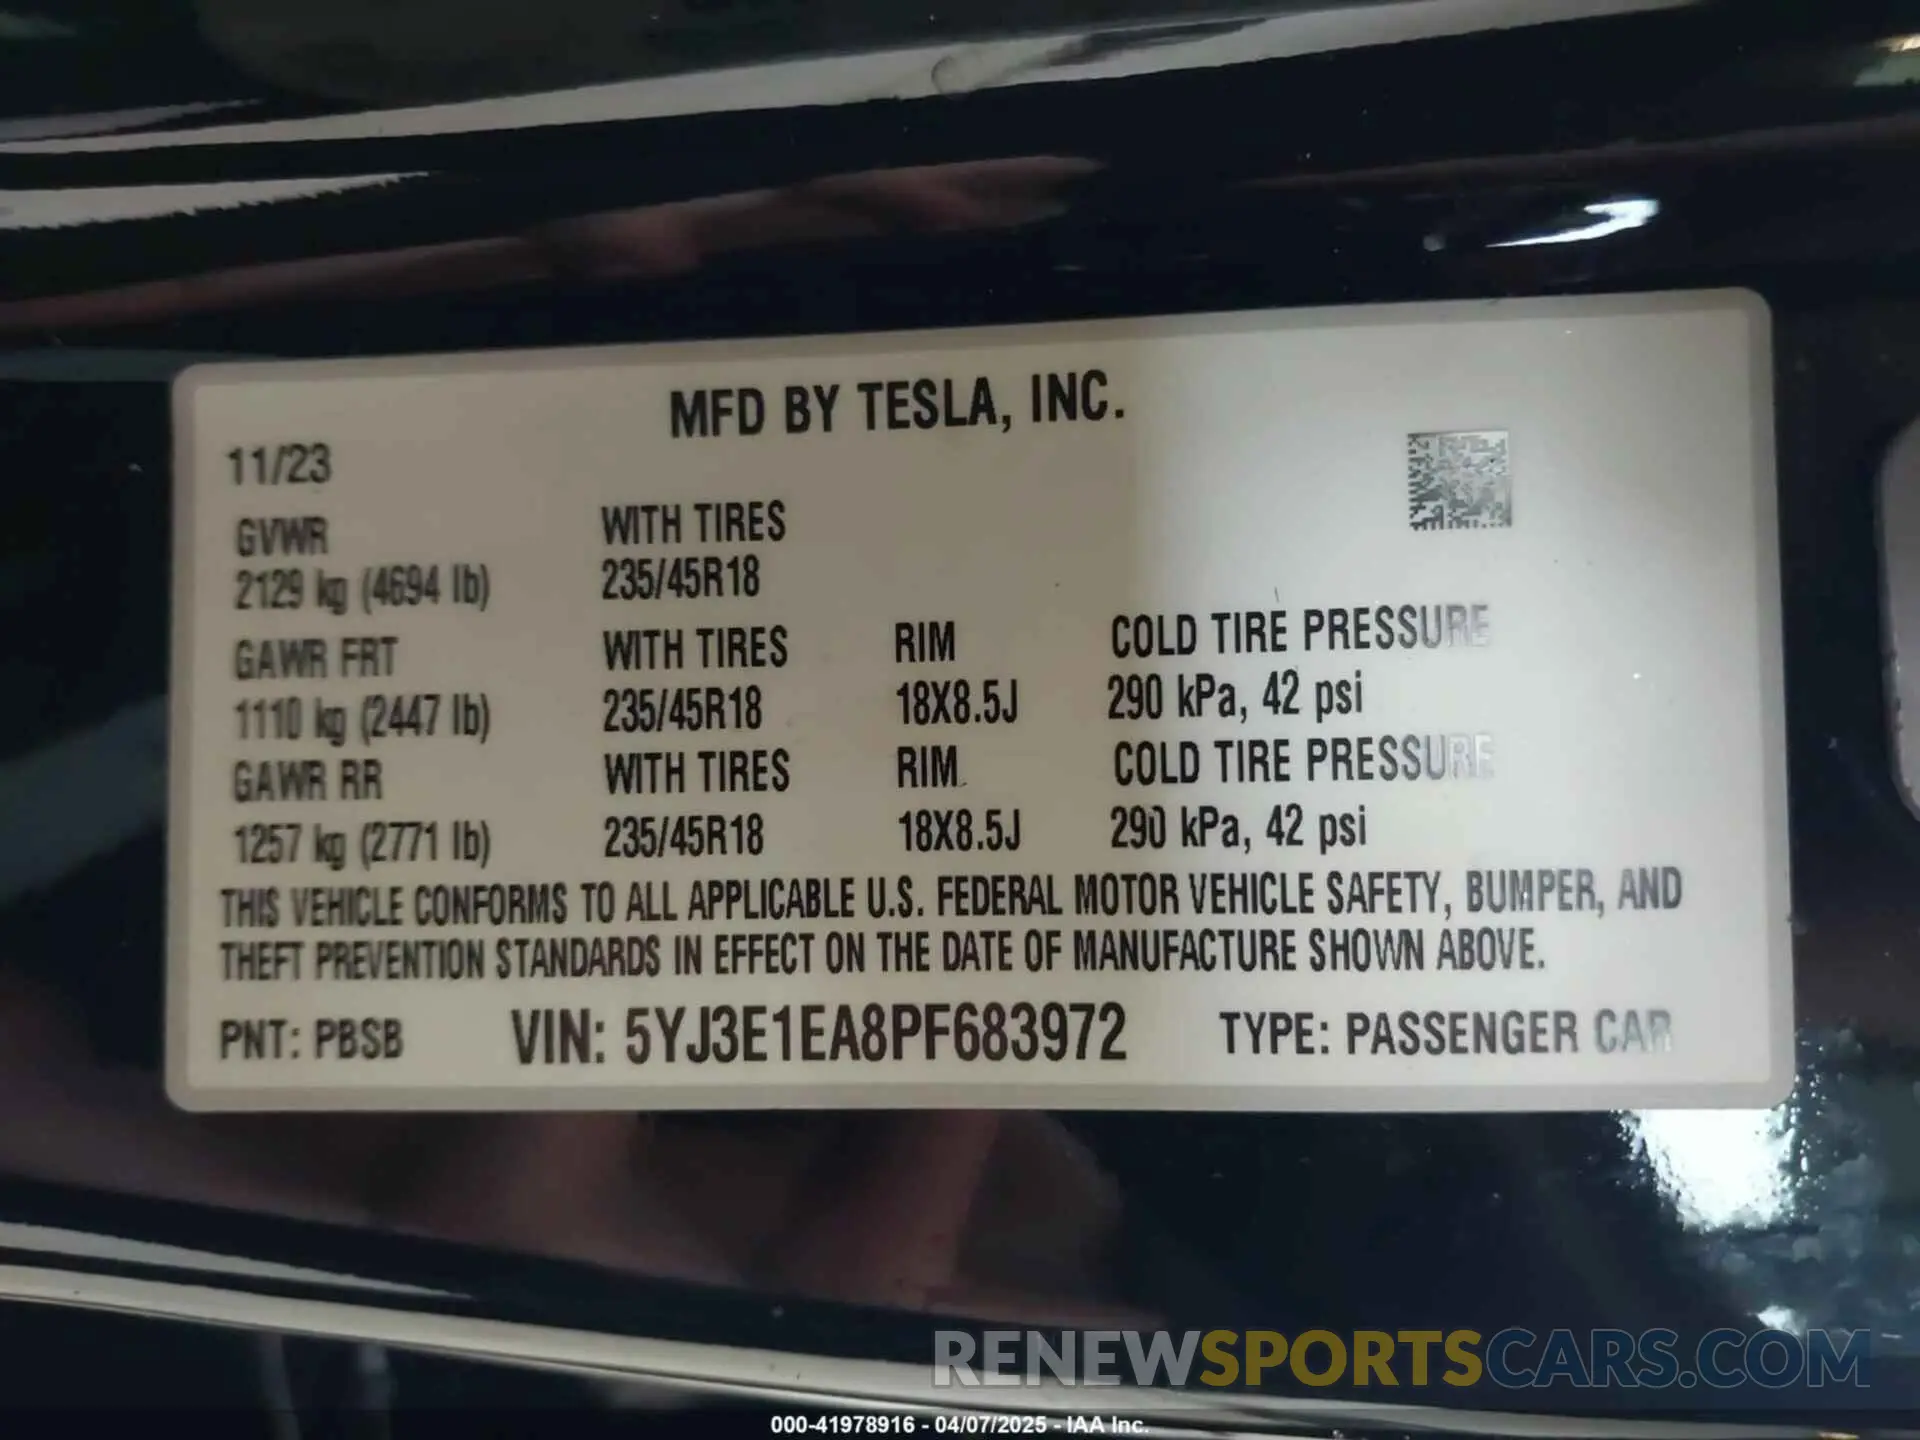 MFD BY TESLA, INC.
11/23
GVWR WITH TIRES
2129 kg (4694 lb) 235/45R18
GAWR FRT WITH TIRES RIM COLD TIRE PRESSURE
1110 kg (2447 lb) 235/45R18 18X8.5J 290 kPa, 42 psi
GAWR RR WITH TIRES RIM COLD TIRE PRESSURE
1257 kg (2771 lb) 235/45R18 18X8.5J 290 kPa, 42 psi
THIS VEHICLE CONFORMS TO ALL APPLICABLE U.S. FEDERAL MOTOR VEHICLE SAFETY, BUMPER, AND
THEFT PREVENTION STANDARDS IN EFFECT ON THE DATE OF MANUFACTURE SHOWN ABOVE.
PNT: PBSB VIN: 5YJ3E1EA8PF683972 TYPE: PASSENGER CAR
RENEWSPORTSCARS.COM
000-41978916 - 04/07/2025 - IAA Inc.